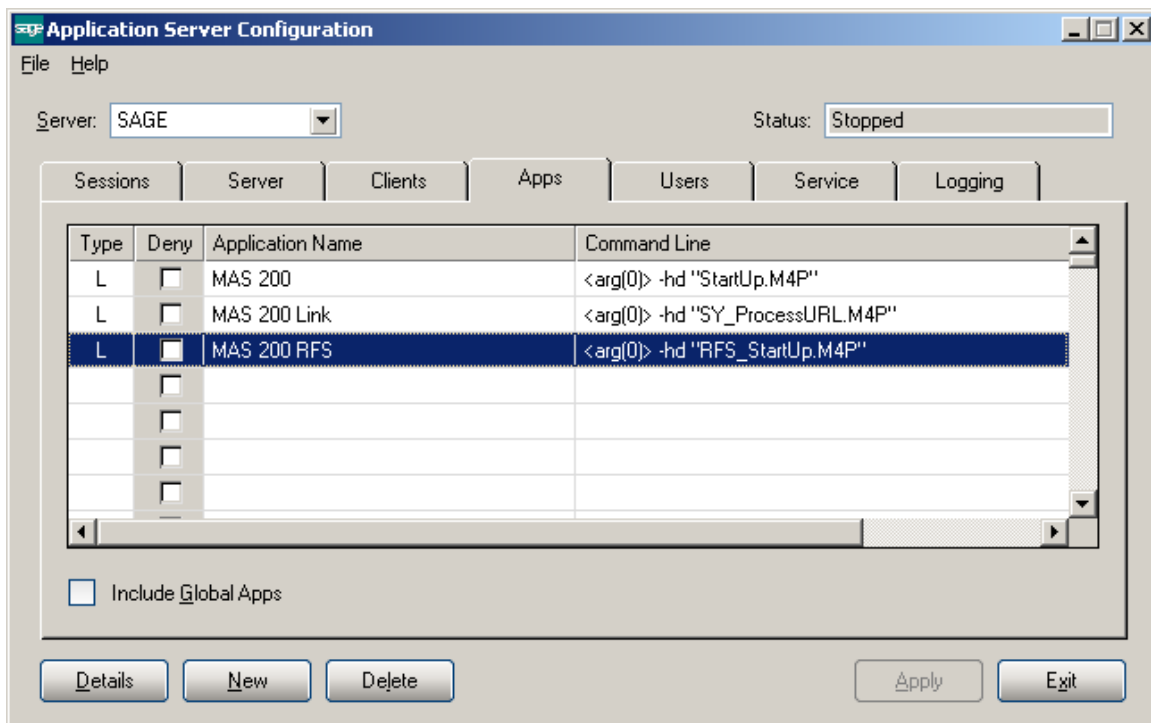 sage Application Server Configuration
File Help
Server: SAGE Status: Stopped
Sessions Server Clients Apps Users Service Logging
Type Deny Application Name Command Line
L MAS 200 <arg(0)> -hd "StartUp.M4P"
L MAS 200 Link <arg(0)> -hd "SY_ProcessURL.M4P"
L MAS 200 RFS <arg(0)> -hd "RFS_StartUp.M4P"
Include Global Apps
Details New Delete Apply Exit